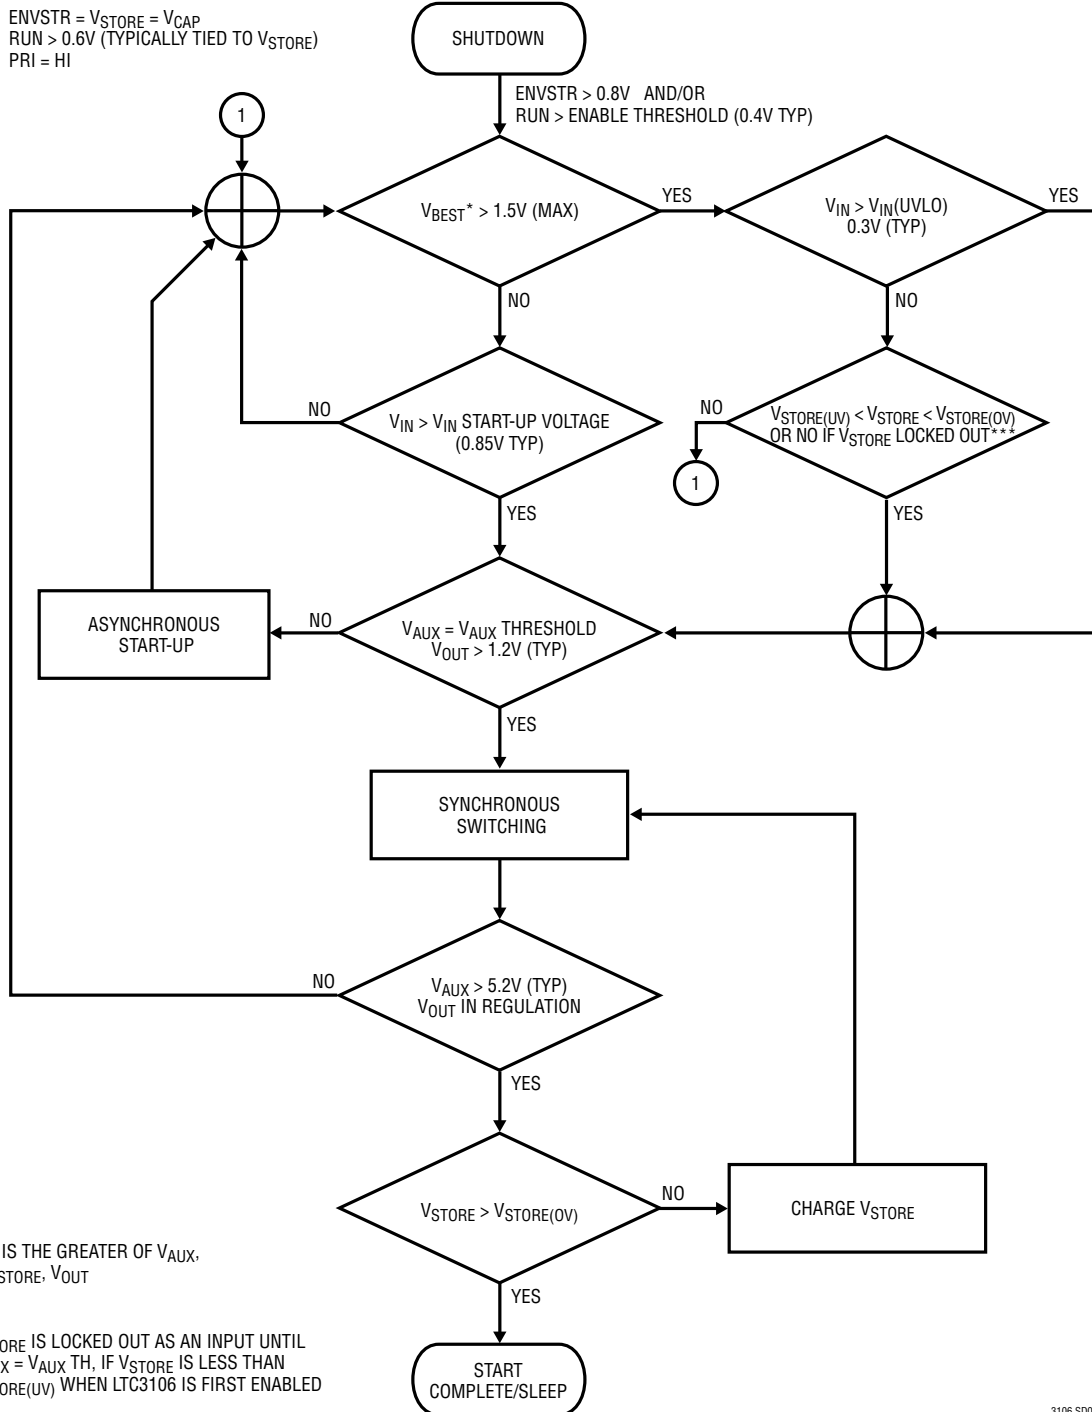 ENVSTR = VSTORE = VCAP
RUN > 0.6V (TYPICALLY TIED TO VSTORE)
PRI = HI
SHUTDOWN
ENVSTR > 0.8V AND/OR
RUN > ENABLE THRESHOLD (0.4V TYP)
1
VBEST* > 1.5V (MAX)
YES
VIN > VIN(UVLO)
0.3V (TYP)
YES
NO
NO
VIN > VIN START-UP VOLTAGE
(0.85V TYP)
NO
VSTORE(UV) < VSTORE < VSTORE(OV)
OR NO IF VSTORE LOCKED OUT***
NO
1
YES
YES
ASYNCHRONOUS
START-UP
NO
VAUX = VAUX THRESHOLD
VOUT > 1.2V (TYP)
YES
SYNCHRONOUS
SWITCHING
NO
VAUX > 5.2V (TYP)
VOUT IN REGULATION
YES
VSTORE > VSTORE(OV)
NO
CHARGE VSTORE
YES
IS THE GREATER OF VAUX,
STORE, VOUT
ORE IS LOCKED OUT AS AN INPUT UNTIL
X = VAUX TH, IF VSTORE IS LESS THAN
ORE(UV) WHEN LTC3106 IS FIRST ENABLED
START
COMPLETE/SLEEP